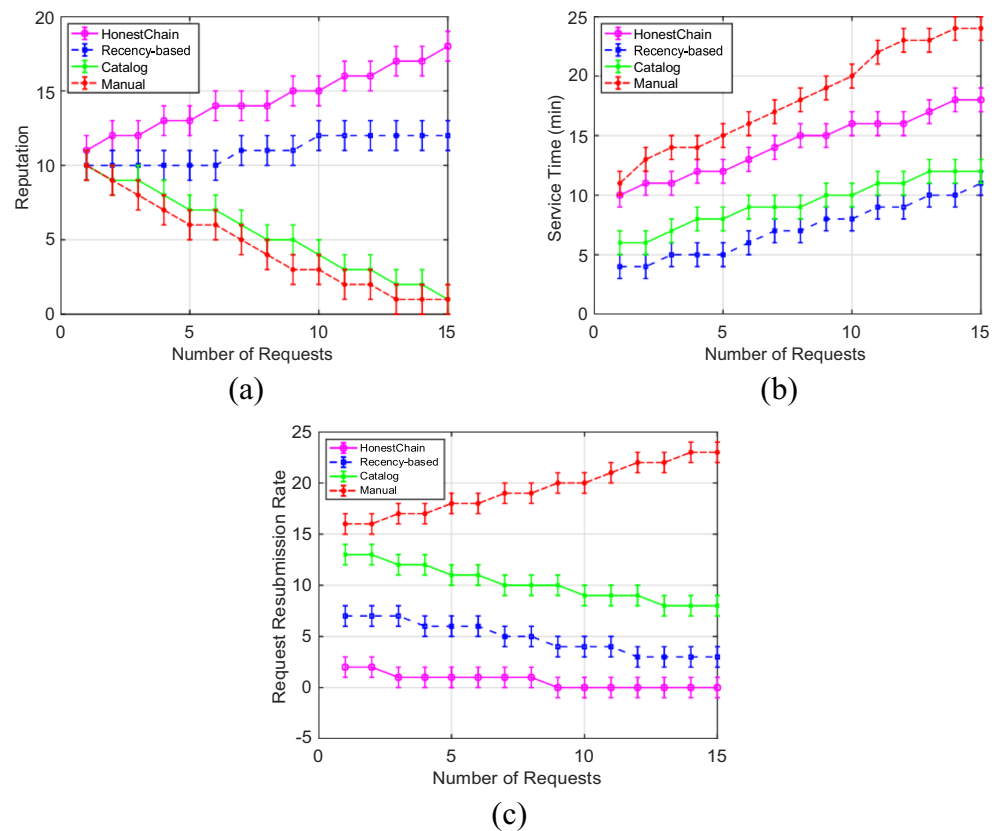 20
15
10
5
0
Reputation
HonestChain
Recency-based
Catalog
Manual
0 5 10 15
Number of Requests
(a)
25
20
15
10
5
0
Service Time (min)
HonestChain
Recency-based
Catalog
Manual
0 5 10 15
Number of Requests
(b)
25
20
15
10
5
0
-5
Request Resubmission Rate
HonestChain
Recency-based
Catalog
Manual
0 5 10 15
Number of Requests
(c)